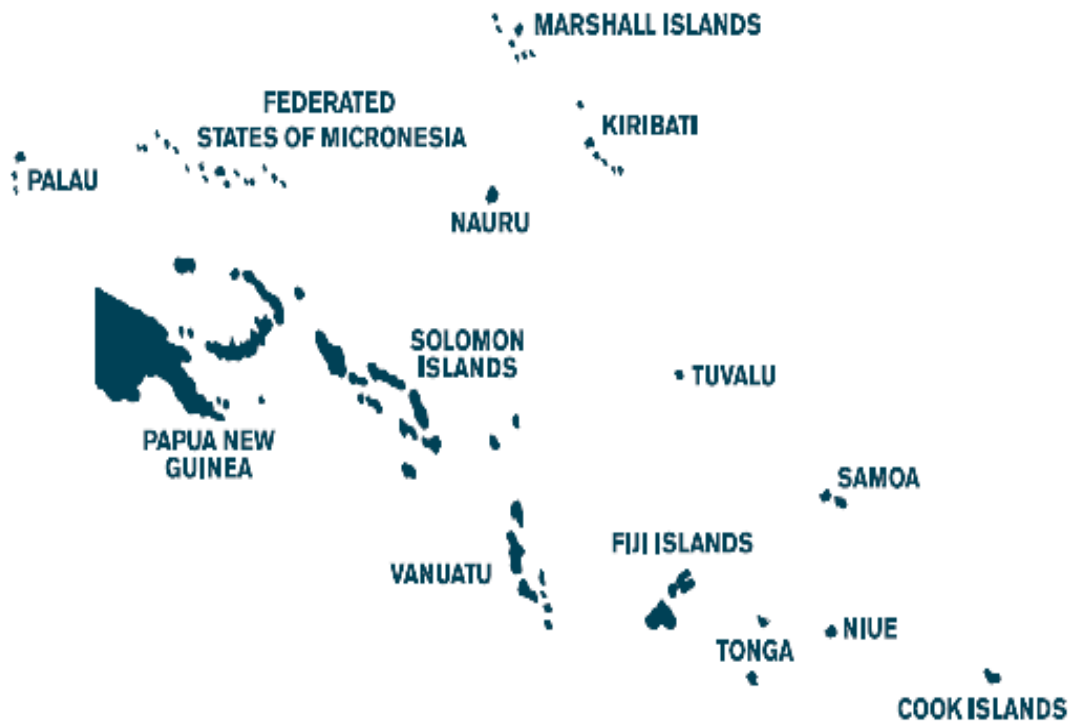 MARSHALL ISLANDS
FEDERATED
STATES OF MICRONESIA
KIRIBATI
PALAU
NAURU
SOLOMON
ISLANDS
TUVALU
PAPUA NEW
GUINEA
SAMOA
FIJI ISLANDS
VANUATU
NIUE
TONGA
COOK ISLANDS